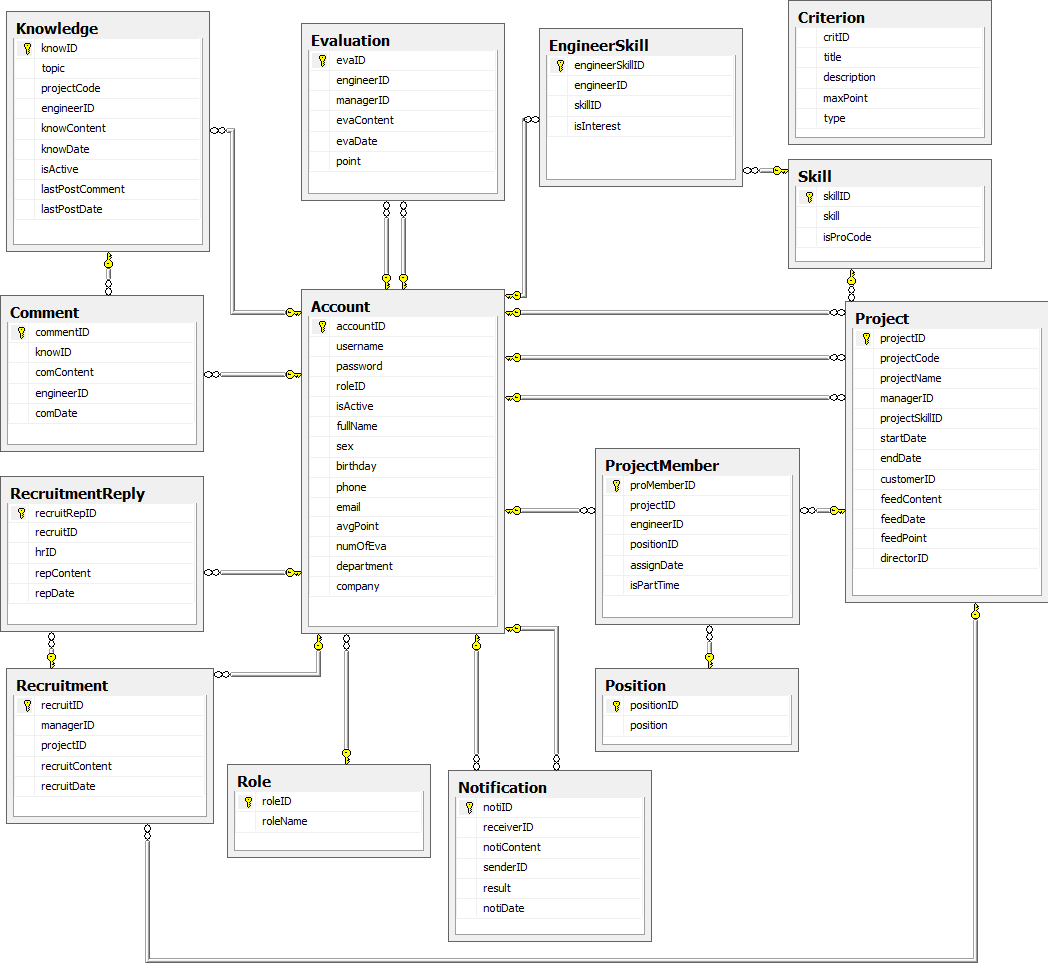 Knowledge
knowID
topic
projectCode
engineerID
knowContent
knowDate
isActive
lastPostComment
lastPostDate
Evaluation
evaID
engineerID
managerID
evaContent
evaDate
point
EngineerSkill
engineerSkillID
engineerID
skillID
isInterest
Criterion
critID
title
description
maxPoint
type
Skill
skillID
skill
isProCode
Comment
commentID
knowID
comContent
engineerID
comDate
Account
accountID
username
password
roleID
isActive
fullName
sex
birthday
phone
email
avgPoint
numOfEva
department
company
Project
projectID
projectCode
projectName
managerID
projectSkillID
startDate
endDate
customerID
feedContent
feedDate
feedPoint
directorID
RecruitmentReply
recruitRepID
recruitID
hrID
repContent
repDate
ProjectMember
proMemberID
projectID
engineerID
positionID
assignDate
isPartTime
Recruitment
recruitID
managerID
projectID
recruitContent
recruitDate
Position
positionID
position
Role
roleID
roleName
Notification
notiID
receiverID
notiContent
senderID
result
notiDate